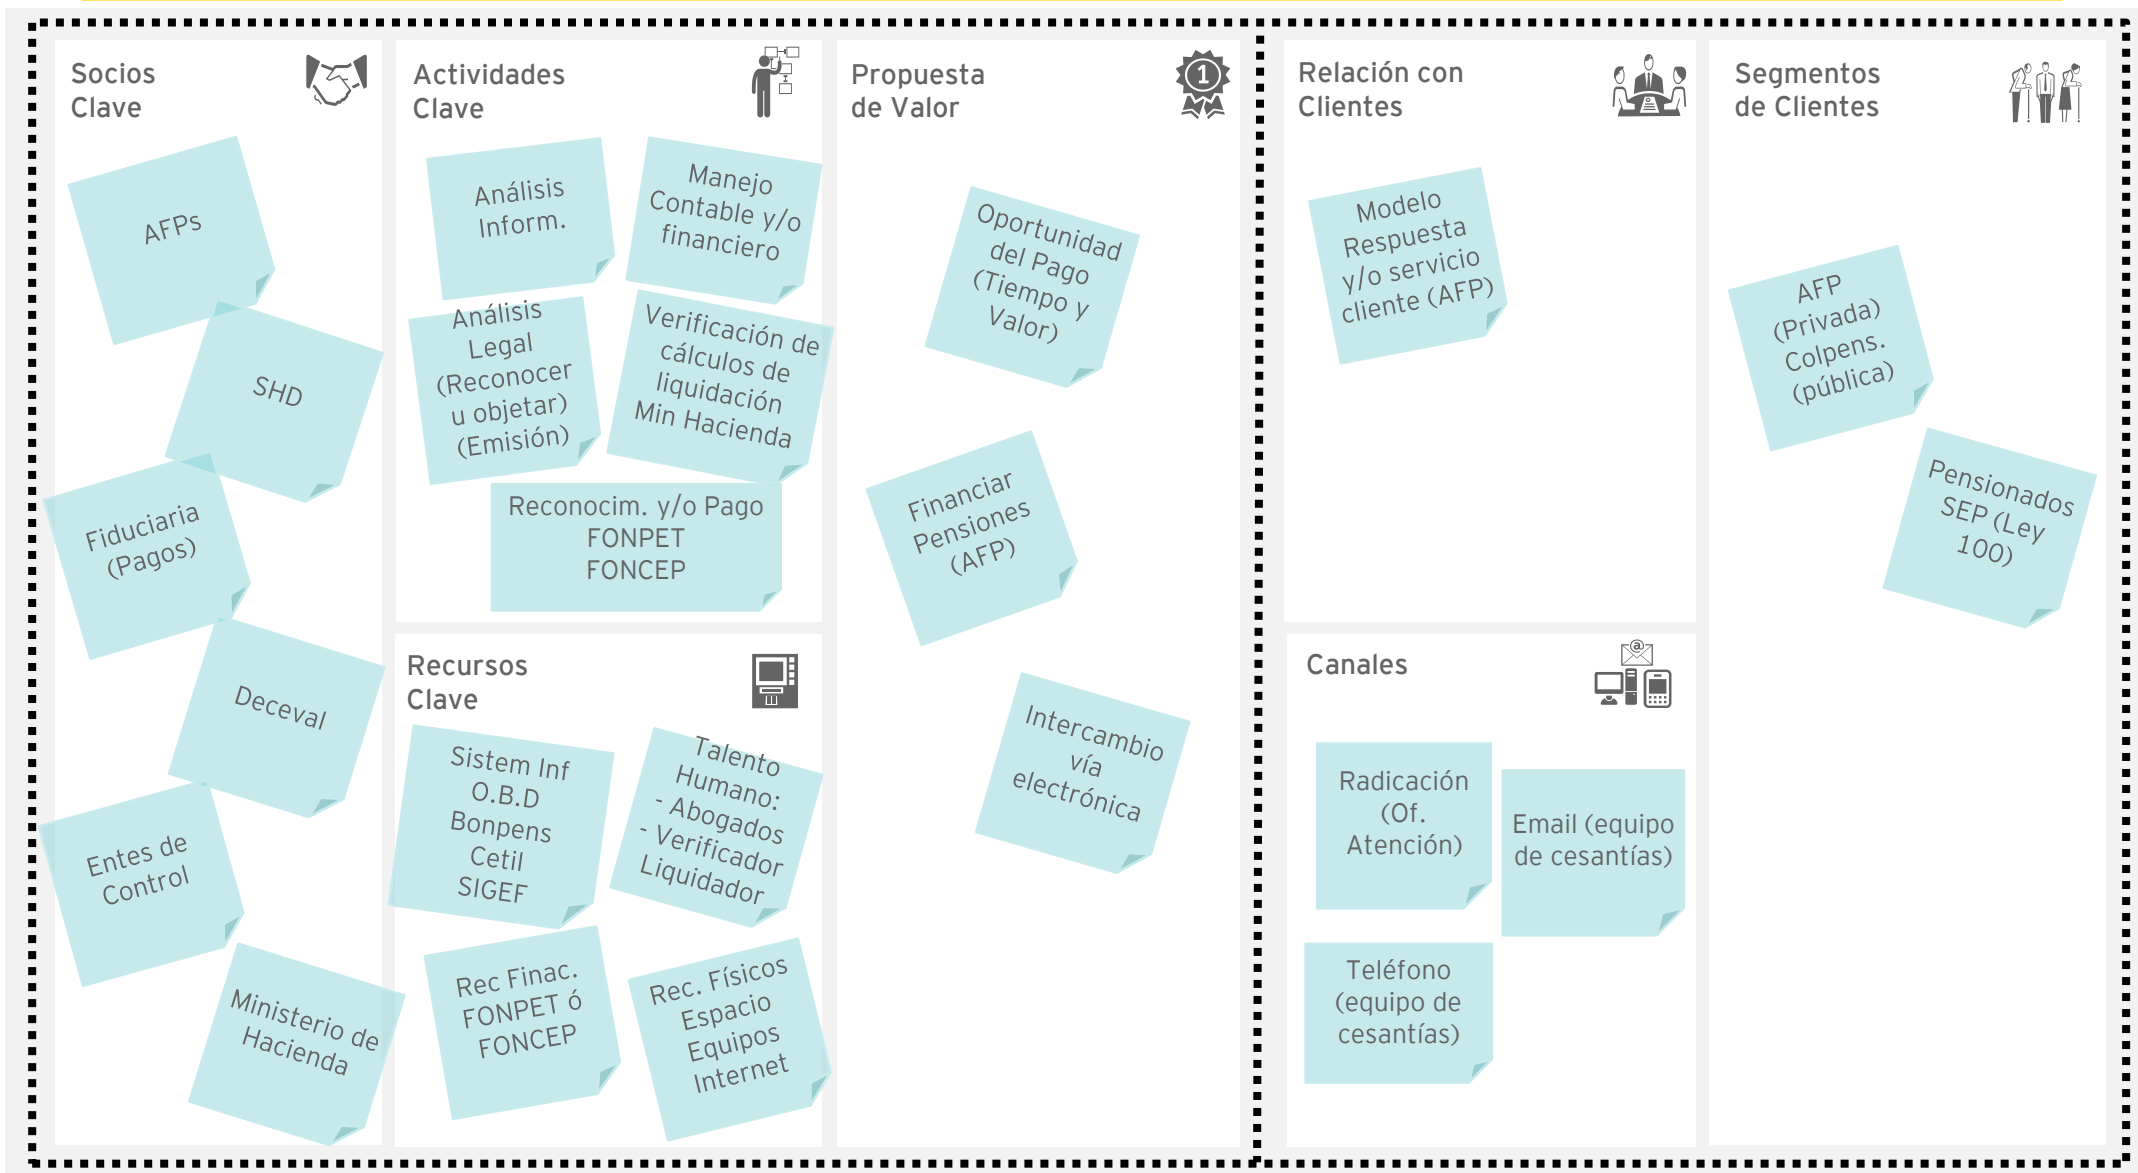 Socios
Clave
AFPs
SHD
Fiduciaria
(Pagos)
Deceval
Entes de
Control
Ministerio de
Hacienda
Actividades
Clave
Análisis
Inform.
Manejo
Contable y/o
financiero
Análisis
Legal
(Reconocer
u objetar)
(Emisión)
Verificación de
cálculos de
liquidación
Min Hacienda
Reconocim. y/o Pago
FONPET
FONCEP
Recursos
Clave
Sistem Inf
O.B.D
Bonpens
Cetil
SIGEF
Talento
Humano:
- Abogados
- Verificador
Liquidador
Rec Finac.
FONPET ó
FONCEP
Rec. Físicos
Espacio
Equipos
Internet
Propuesta
de Valor
1
Oportunidad
del Pago
(Tiempo y
Valor)
Financiar
Pensiones
(AFP)
Intercambio
vía
electrónica
Relación con
Clientes
Modelo
Respuesta
y/o servicio
cliente (AFP)
Canales
@
Radicación
(Of.
Atención)
Email (equipo
de cesantías)
Teléfono
(equipo de
cesantías)
Segmentos
de Clientes
AFP
(Privada)
Colpens.
(pública)
Pensionados
SEP (Ley
100)